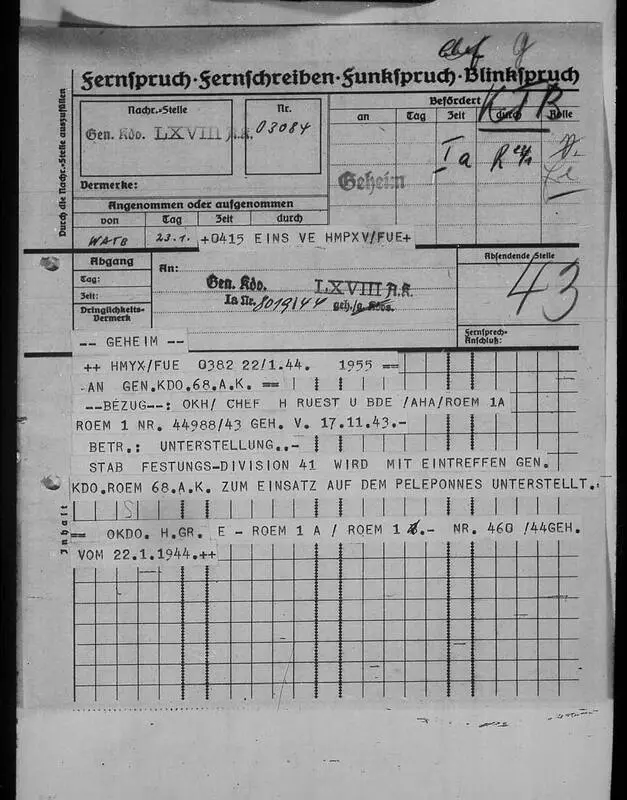 Chef g
Fernspruch · Fernschreiben · Funkspruch · Blinkspruch
KTB
Durch die Nachr.-Stelle auszufüllen
Nachr.-Stelle
Nr.
Gen. Kdo. LXVIII A.K.
03084
Befördert
an Tag Zeit durch Rolle
Ia
Geheim
Vermerke:
Angenommen oder aufgenommen
von Tag Zeit durch
23.1. +0415 EINS VE HMPXV/FUE+
Abgang
Tag:
Zeit:
Dringlichkeits-
Vermerk
An:
Gen. Kdo. LXVIII A.K.
Ia Nr. 8019/44 geh./g. Kdos.
Absendende Stelle
43
Fernsprech-
Anschluß:
-- GEHEIM --
++ HMYX/FUE 0382 22/1.44. 1955 ==
AN GEN.KDO.68.A.K. ==
--BEZUG--: OKH/ CHEF H RUEST U BDE /AHA/ROEM 1A
ROEM 1 NR. 44988/43 GEH. V. 17.11.43.-
BETR.: UNTERSTELLUNG..-
STAB FESTUNGS-DIVISION 41 WIRD MIT EINTREFFEN GEN.
KDO.ROEM 68.A.K. ZUM EINSATZ AUF DEM PELEPONNES UNTERSTELLT.
Inhalt
== OKDO. H.GR. E - ROEM 1 A / ROEM 1 .- NR. 460 /44GEH.
VOM 22.1.1944.++